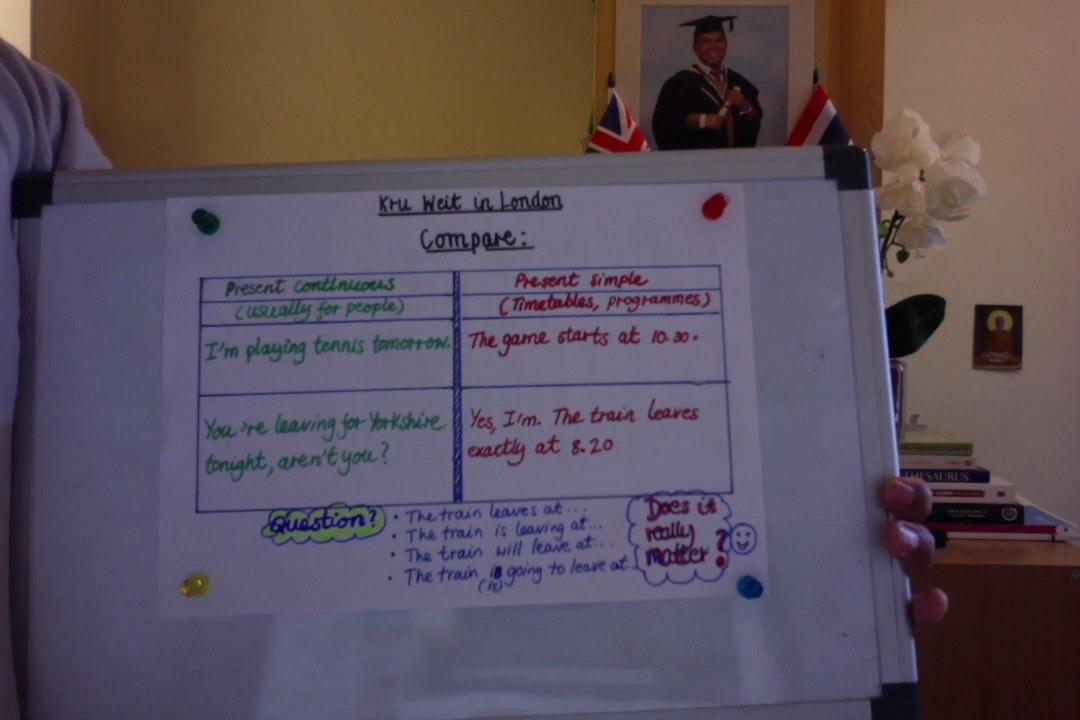 Kru Weit in London
Compare:
Present continuous
(usually for people)
I'm playing tennis tomorrow.
You're leaving for Yorkshire
tonight, aren't you?
Present simple
(Timetables, programmes)
The game starts at 10.30.
Yes, I'm. The train leaves
exactly at 8.20
Question?
• The train leaves at...
• The train is leaving at...
• The train will leave at...
• The train is going to leave at...
(is)
Does it
really
matter?
THESAURUS